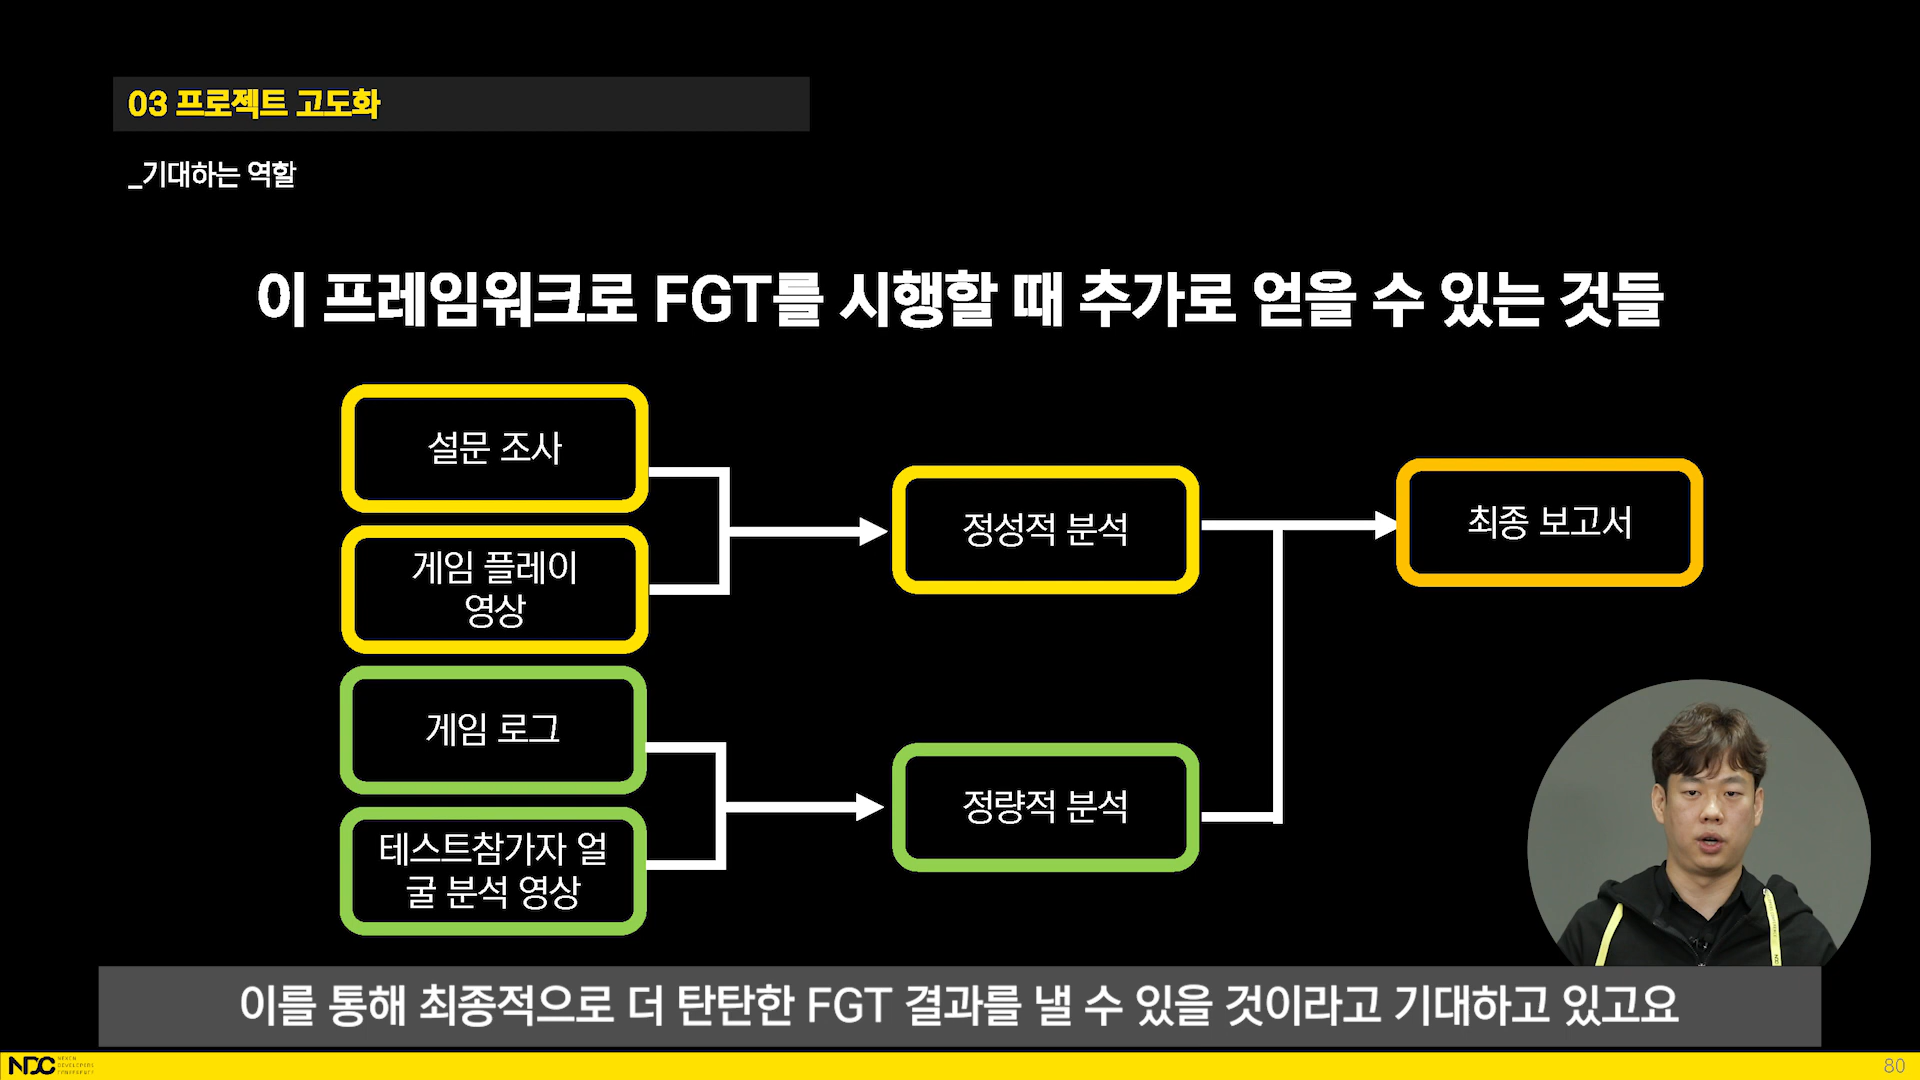 03 프로젝트 고도화
_기대하는 역할
이 프레임워크로 FGT를 시행할 때 추가로 얻을 수 있는 것들
설문 조사
게임 플레이
영상
게임 로그
테스트참가자 얼
굴 분석 영상
정성적 분석
정량적 분석
최종 보고서
이를 통해 최종적으로 더 탄탄한 FGT 결과를 낼 수 있을 것이라고 기대하고 있고요
NDC
NEXON
DEVELOPERS
CONFERENCE
80